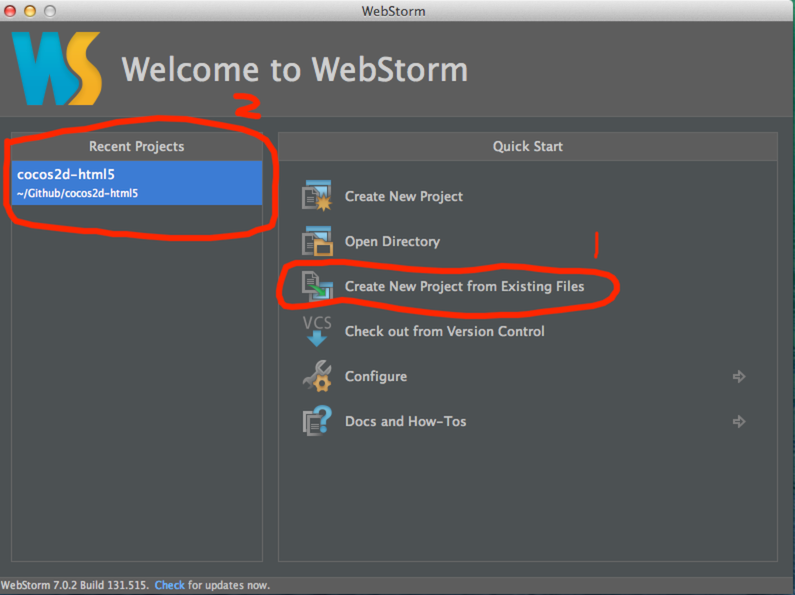 WebStorm
WS
Welcome to WebStorm
2
Recent Projects
cocos2d-html5
~/Github/cocos2d-html5
Quick Start
Create New Project
Open Directory
1
Create New Project from Existing Files
VCS
Check out from Version Control
Configure
Docs and How-Tos
WebStorm 7.0.2 Build 131.515. Check for updates now.